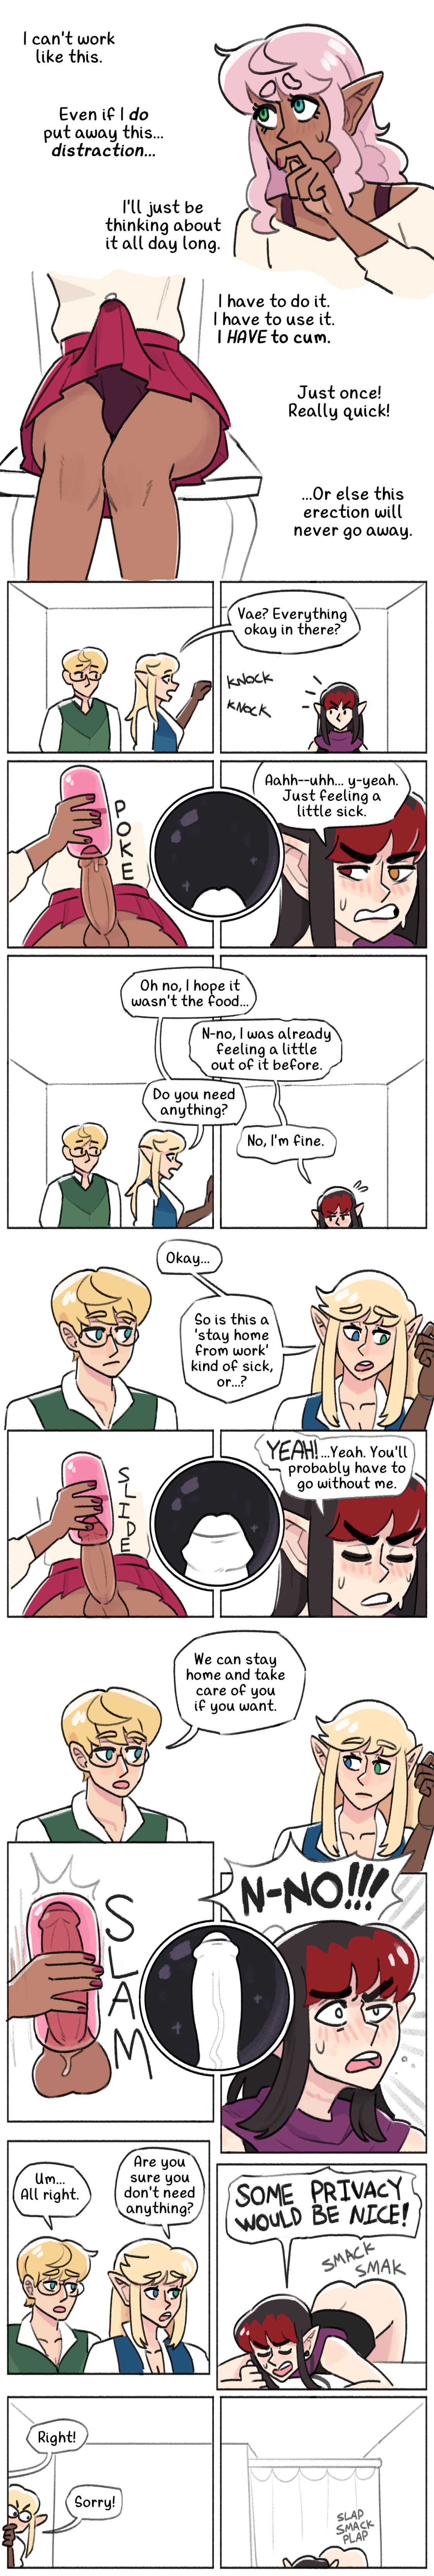 I can't work
like this.
Even if I do
put away this...
distraction...
I'll just be
thinking about
it all day long.
I have to do it.
I have to use it.
I HAVE to cum.
Just once!
Really quick!
...Or else this
erection will
never go away.
Vae? Everything
okay in there?
KNOCK
KNOCK
POKE
Aahh--uhh... y-yeah.
Just feeling a
little sick.
Oh no, I hope it
wasn't the food...
N-no, I was already
feeling a little
out of it before.
Do you need
anything?
No, I'm fine.
Okay...
So is this a
'stay home
from work'
kind of sick,
or...?
SLIDE
YEAH!...Yeah. You'll
probably have to
go without me.
We can stay
home and take
care of you
if you want.
SLAM
N-NO!!!
Um...
All right.
Are you
sure you
don't need
anything?
SOME PRIVACY
WOULD BE NICE!
SMACK
SMAK
Right!
Sorry!
SLAP
SMACK
PLAP